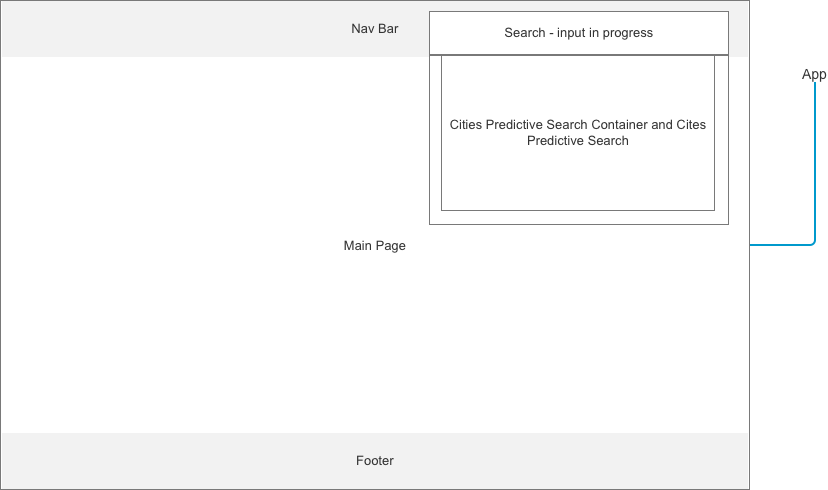 Nav Bar
Search - input in progress
App
Cities Predictive Search Container and Cites
Predictive Search
Main Page
Footer